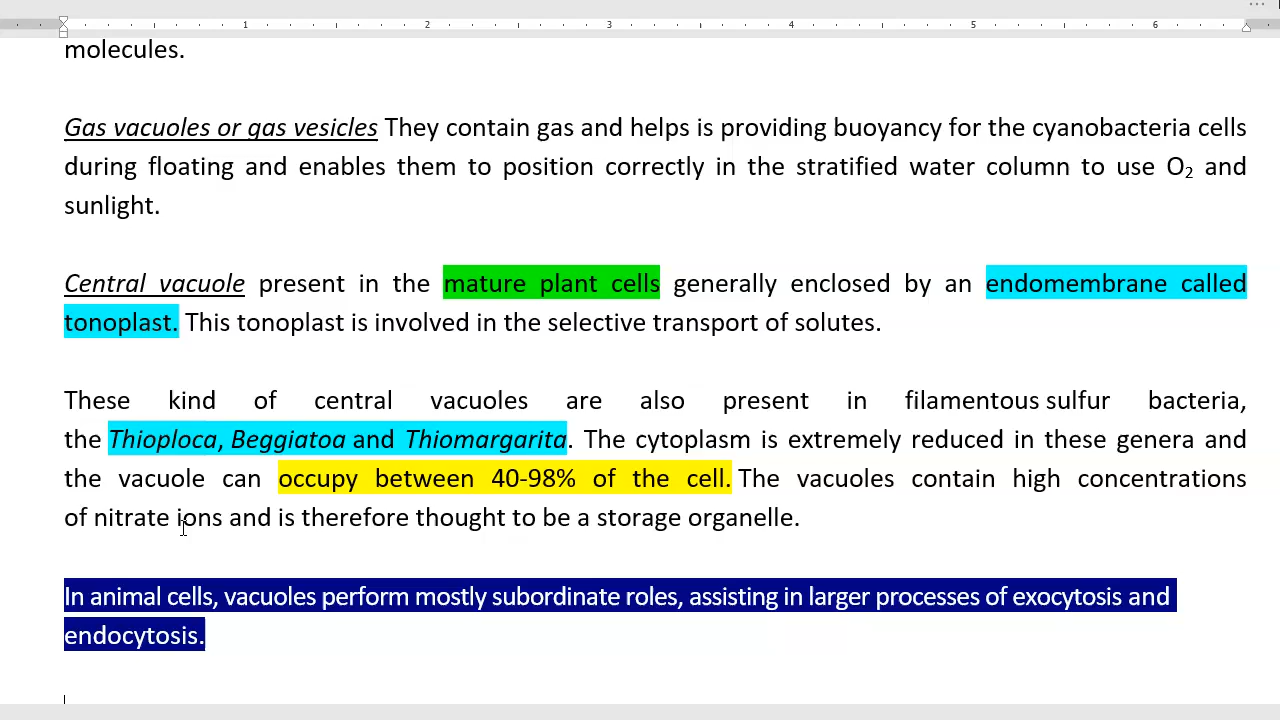 1 2 3 4 5 6
molecules.
Gas vacuoles or gas vesicles They contain gas and helps is providing buoyancy for the cyanobacteria cells
during floating and enables them to position correctly in the stratified water column to use O₂ and
sunlight.
Central vacuole present in the mature plant cells generally enclosed by an endomembrane called
tonoplast. This tonoplast is involved in the selective transport of solutes.
These kind of central vacuoles are also present in filamentous sulfur bacteria,
the Thioploca, Beggiatoa and Thiomargarita. The cytoplasm is extremely reduced in these genera and
the vacuole can occupy between 40-98% of the cell. The vacuoles contain high concentrations
of nitrate ions and is therefore thought to be a storage organelle.
In animal cells, vacuoles perform mostly subordinate roles, assisting in larger processes of exocytosis and
endocytosis.